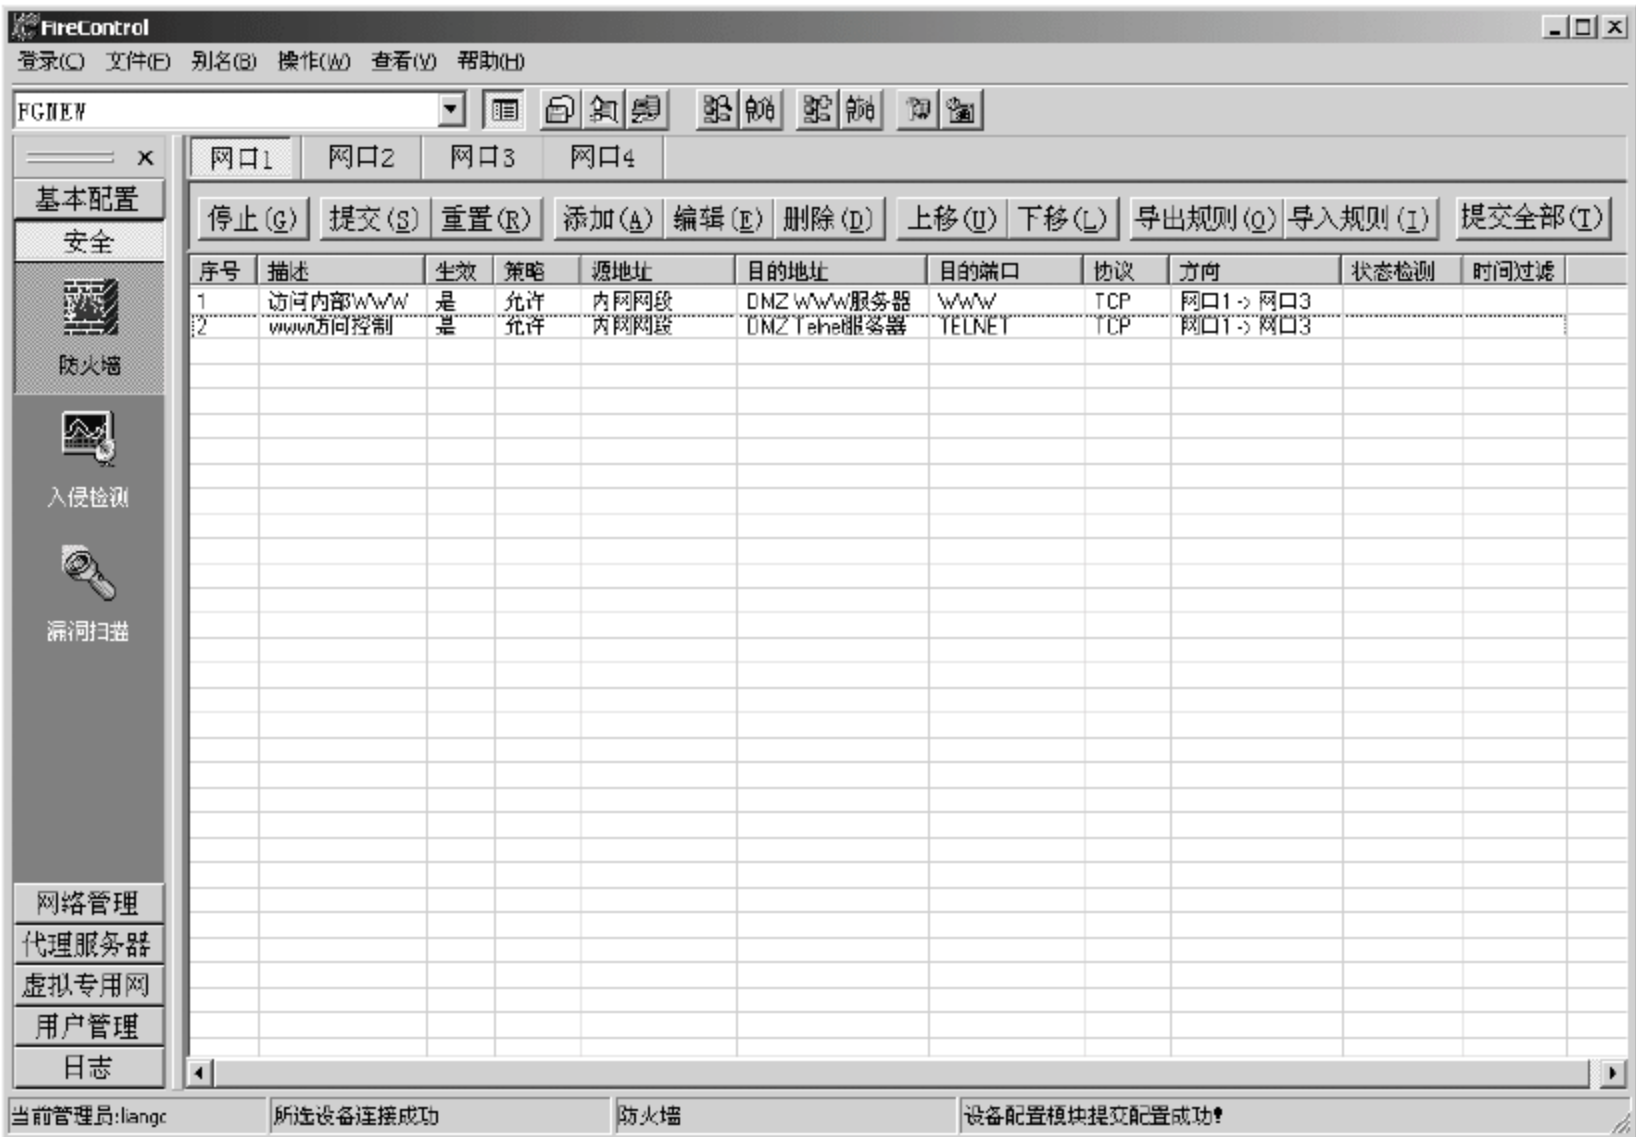 FireControl
登录(C) 文件(F) 别名(B) 操作(W) 查看(V) 帮助(H)
FGNEW
网口1 网口2 网口3 网口4
基本配置
安全
停止(G) 提交(S) 重置(R) 添加(A) 编辑(E) 删除(D) 上移(U) 下移(L) 导出规则(O) 导入规则(I) 提交全部(T)
序号 描述 生效 策略 源地址 目的地址 目的端口 协议 方向 状态检测 时间过滤
1 访问内部WWW 是 允许 内网网段 DMZ WWW服务器 WWW TCP 网口1 -> 网口3
2 www访问控制 是 允许 内网网段 DMZ Telnet服务器 TELNET TCP 网口1 -> 网口3
防火墙
入侵检测
漏洞扫描
网络管理
代理服务器
虚拟专用网
用户管理
日志
当前管理员:liangc 所选设备连接成功 防火墙 设备配置模块提交配置成功!